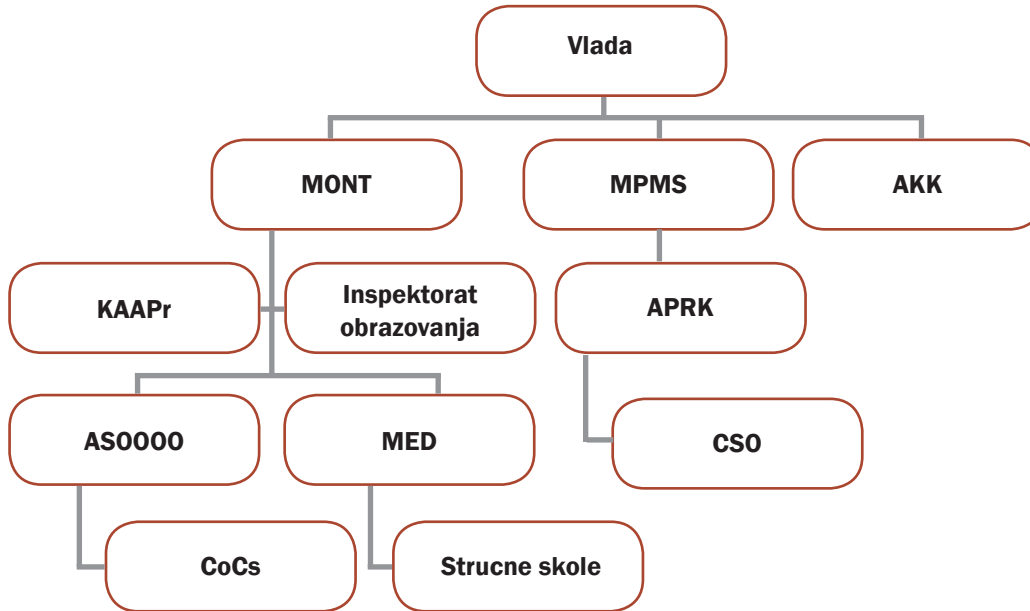 Vlada
MONT
MPMS
AKK
KAAPr
Inspektorat
obrazovanja
APRK
ASOOOO
MED
CSO
CoCs
Strucne skole